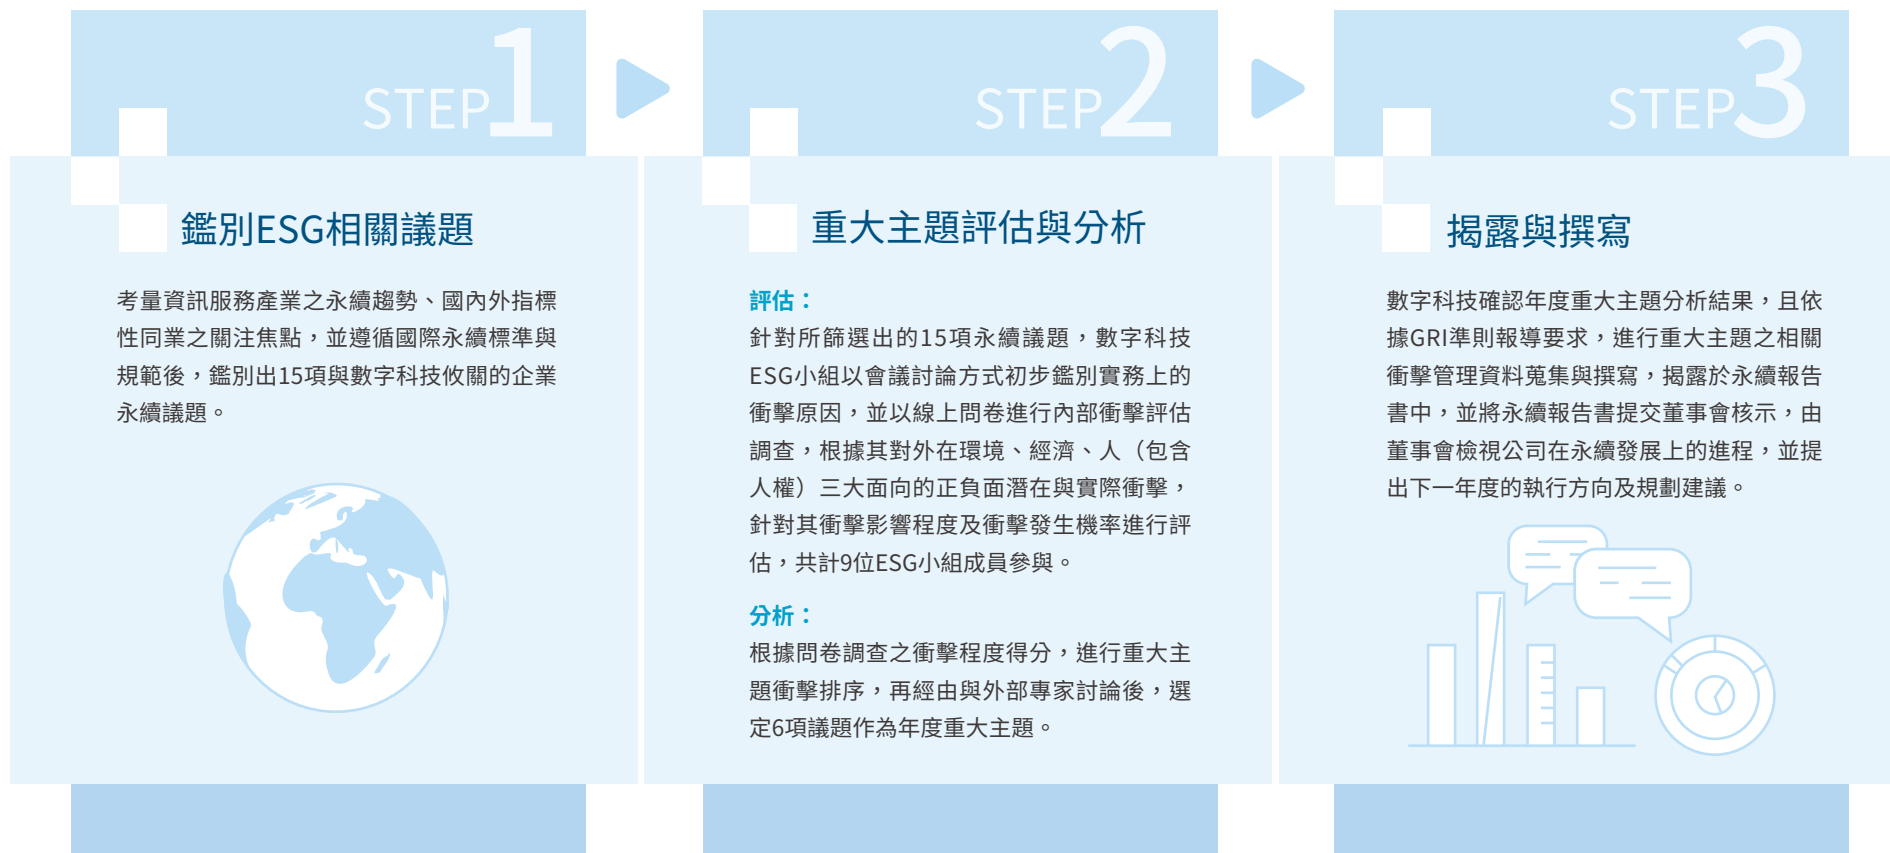 STEP1
鑑別ESG相關議題
考量資訊服務產業之永續趨勢、國內外指標
性同業之關注焦點，並遵循國際永續標準與
規範後，鑑別出15項與數字科技攸關的企業
永續議題。
STEP2
重大主題評估與分析
評估：
針對所篩選出的15項永續議題，數字科技
ESG小組以會議討論方式初步鑑別實務上的
衝擊原因，並以線上問卷進行內部衝擊評估
調查，根據其對外在環境、經濟、人（包含
人權）三大面向的正負面潛在與實際衝擊，
針對其衝擊影響程度及衝擊發生機率進行評
估，共計9位ESG小組成員參與。
分析：
根據問卷調查之衝擊程度得分，進行重大主
題衝擊排序，再經由與外部專家討論後，選
定6項議題作為年度重大主題。
STEP3
揭露與撰寫
數字科技確認年度重大主題分析結果，且依
據GRI準則報導要求，進行重大主題之相關
衝擊管理資料蒐集與撰寫，揭露於永續報告
書中，並將永續報告書提交董事會核示，由
董事會檢視公司在永續發展上的進程，並提
出下一年度的執行方向及規劃建議。